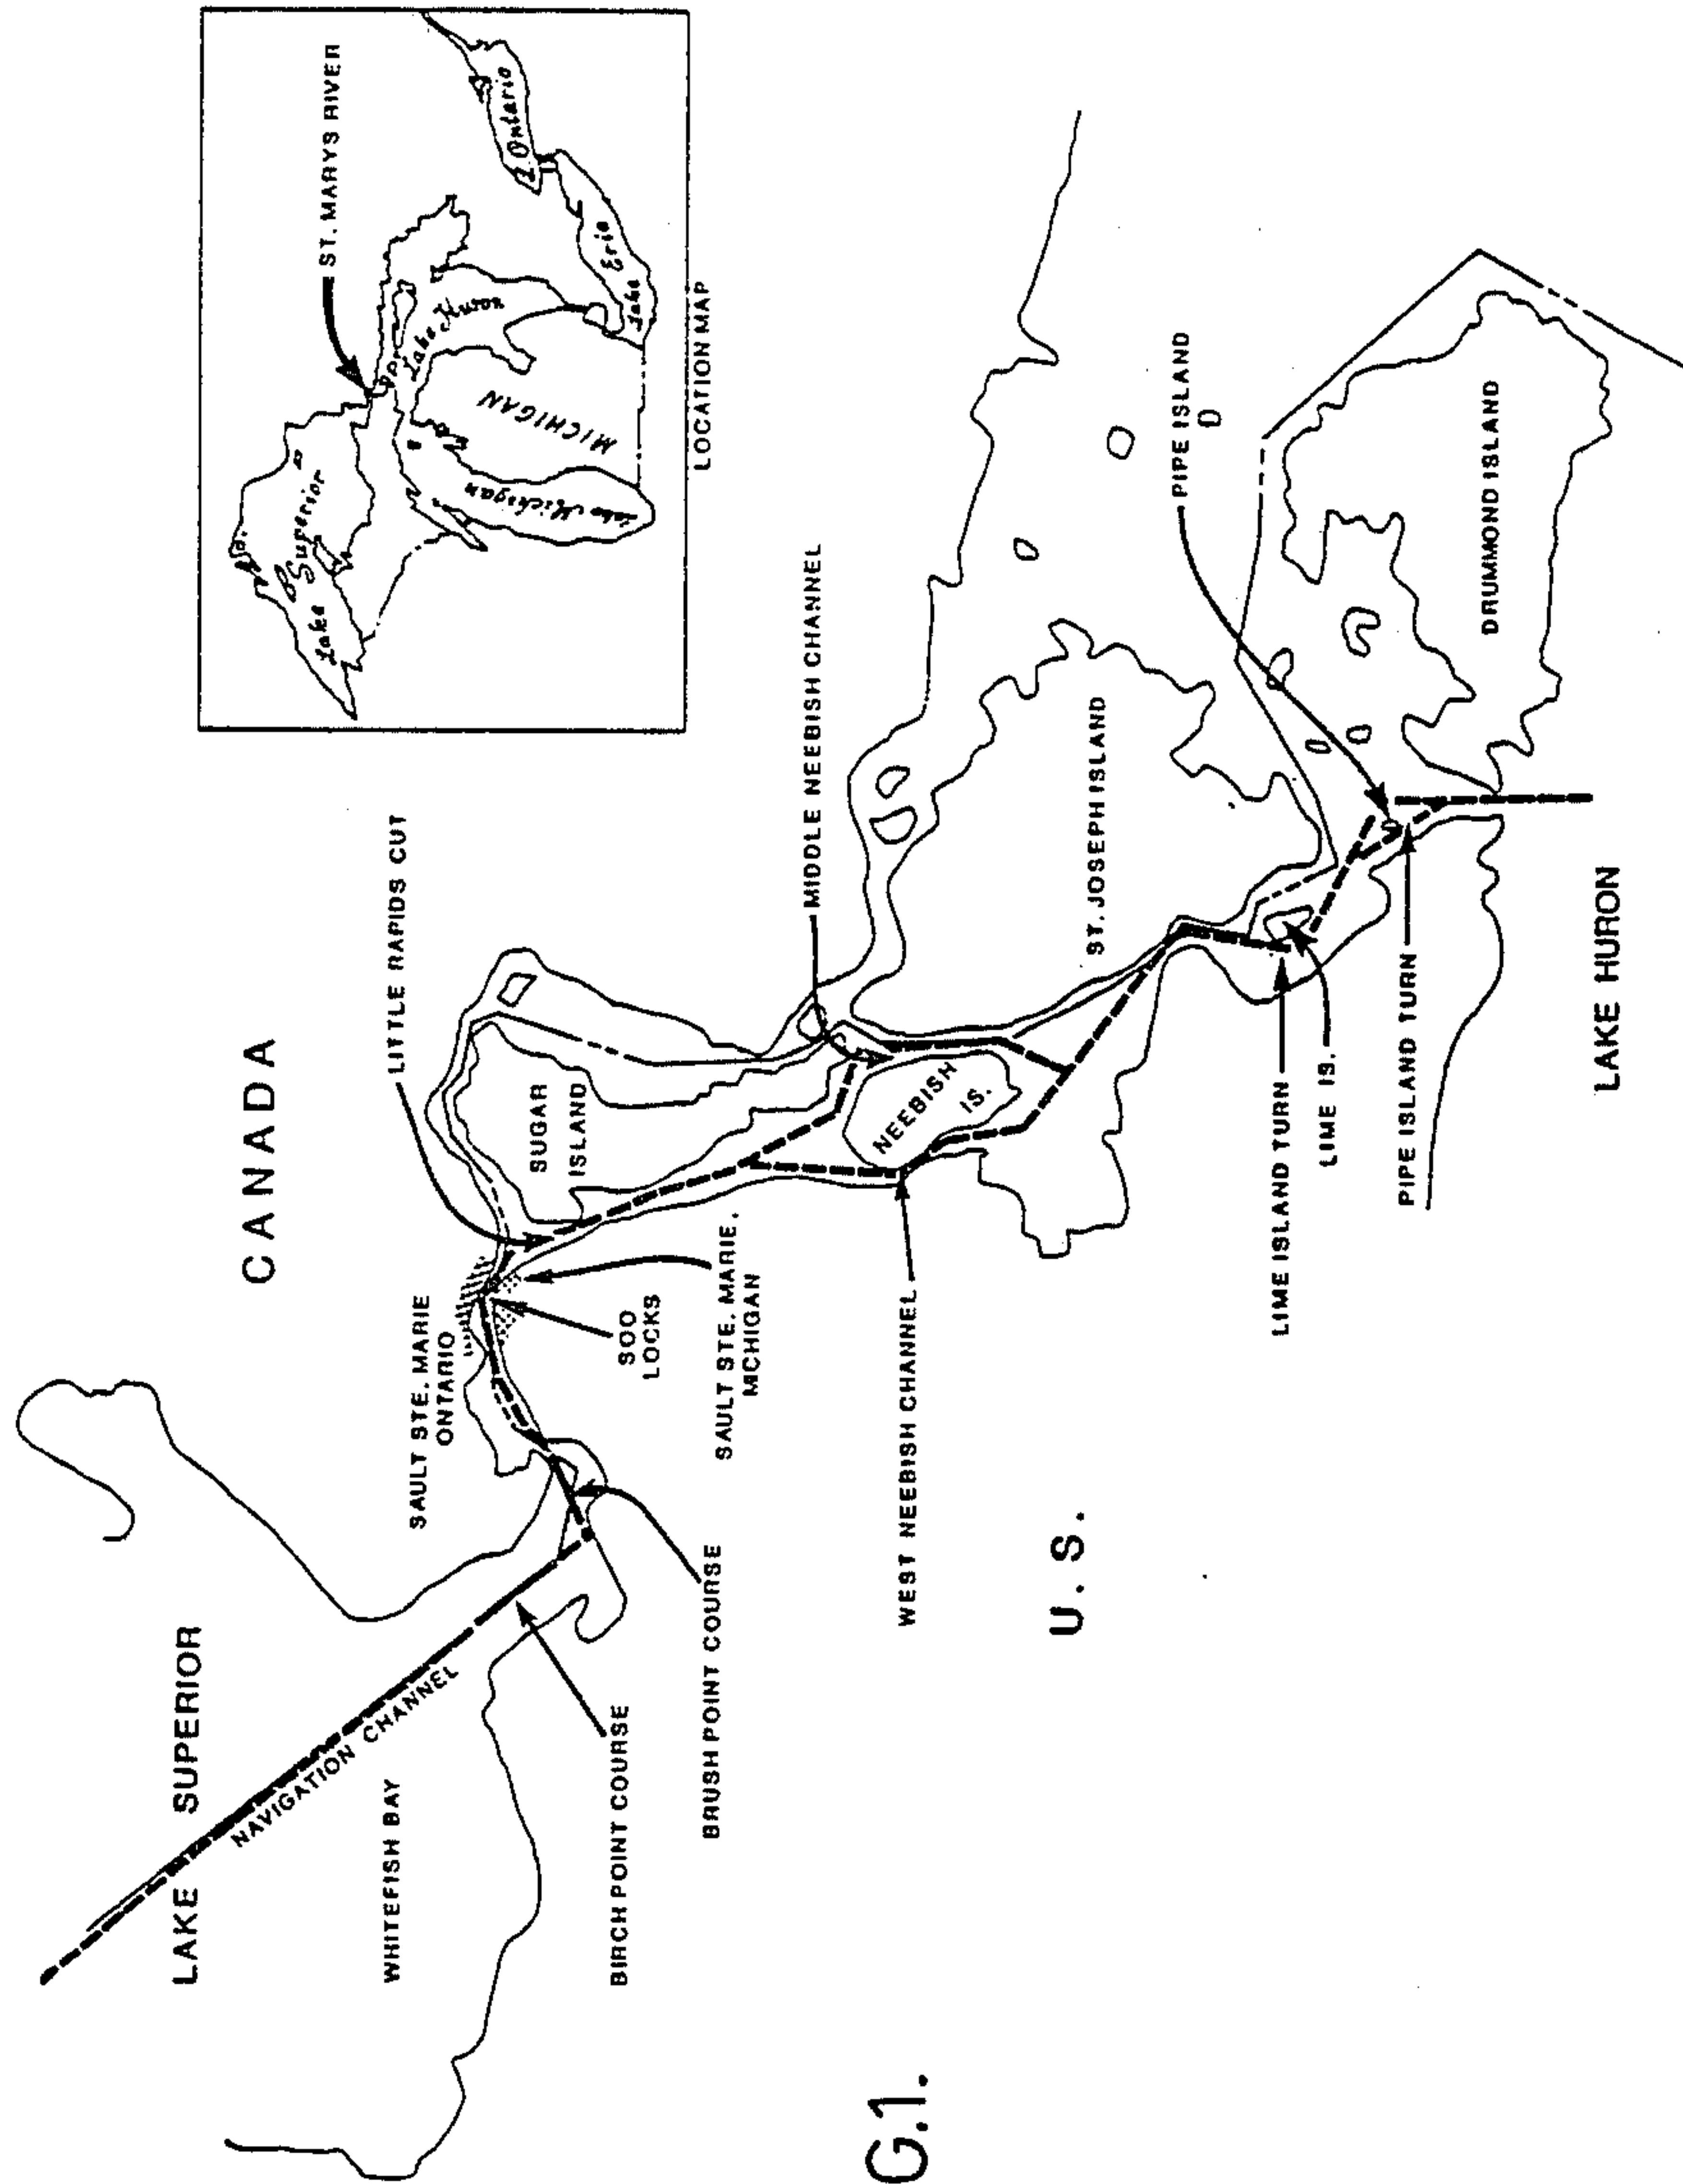 LAKE SUPERIOR
NAVIGATION CHANNEL
WHITEFISH BAY
BIRCH POINT COURSE
BRUSH POINT COURSE
CANADA
SAULT STE. MARIE
ONTARIO
SOO
LOCKS
SAULT STE. MARIE.
MCHIGAN
LITTLE RAPIDS CUT
SUGAR
ISLAND
MIDDLE NEEBISH CHANNEL
NEEBISH
IS.
WEST NEEBISH CHANNEL
U. S.
ST. JOSEPH ISLAND
LIME ISLAND TURN
LIME IS.
PIPE ISLAND TURN
PIPE ISLAND
DRUMMOND ISLAND
LAKE HURON
ST. MARYS RIVER
Lake Superior
Lake Michigan
MICHIGAN
Lake Huron
Lake Erie
L Ontario
LOCATION MAP
G.1.